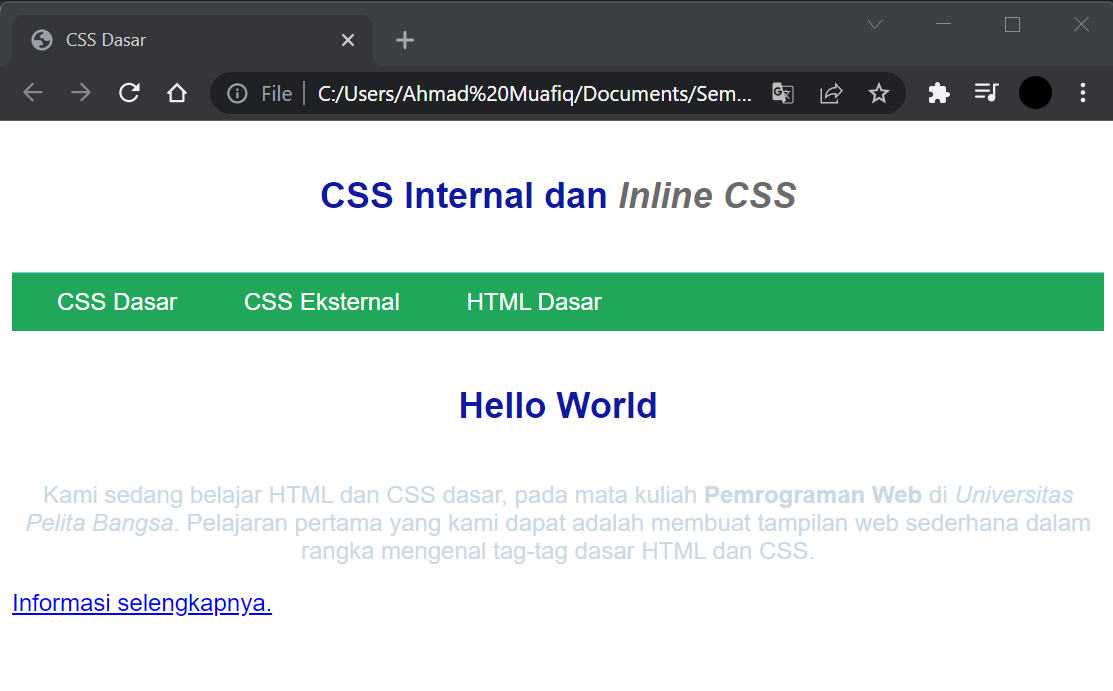 CSS Dasar
File C:/Users/Ahmad%20Muafiq/Documents/Sem...
CSS Internal dan Inline CSS
CSS Dasar CSS Eksternal HTML Dasar
Hello World
Kami sedang belajar HTML dan CSS dasar, pada mata kuliah Pemrograman Web di Universitas
Pelita Bangsa. Pelajaran pertama yang kami dapat adalah membuat tampilan web sederhana dalam
rangka mengenal tag-tag dasar HTML dan CSS.
Informasi selengkapnya.